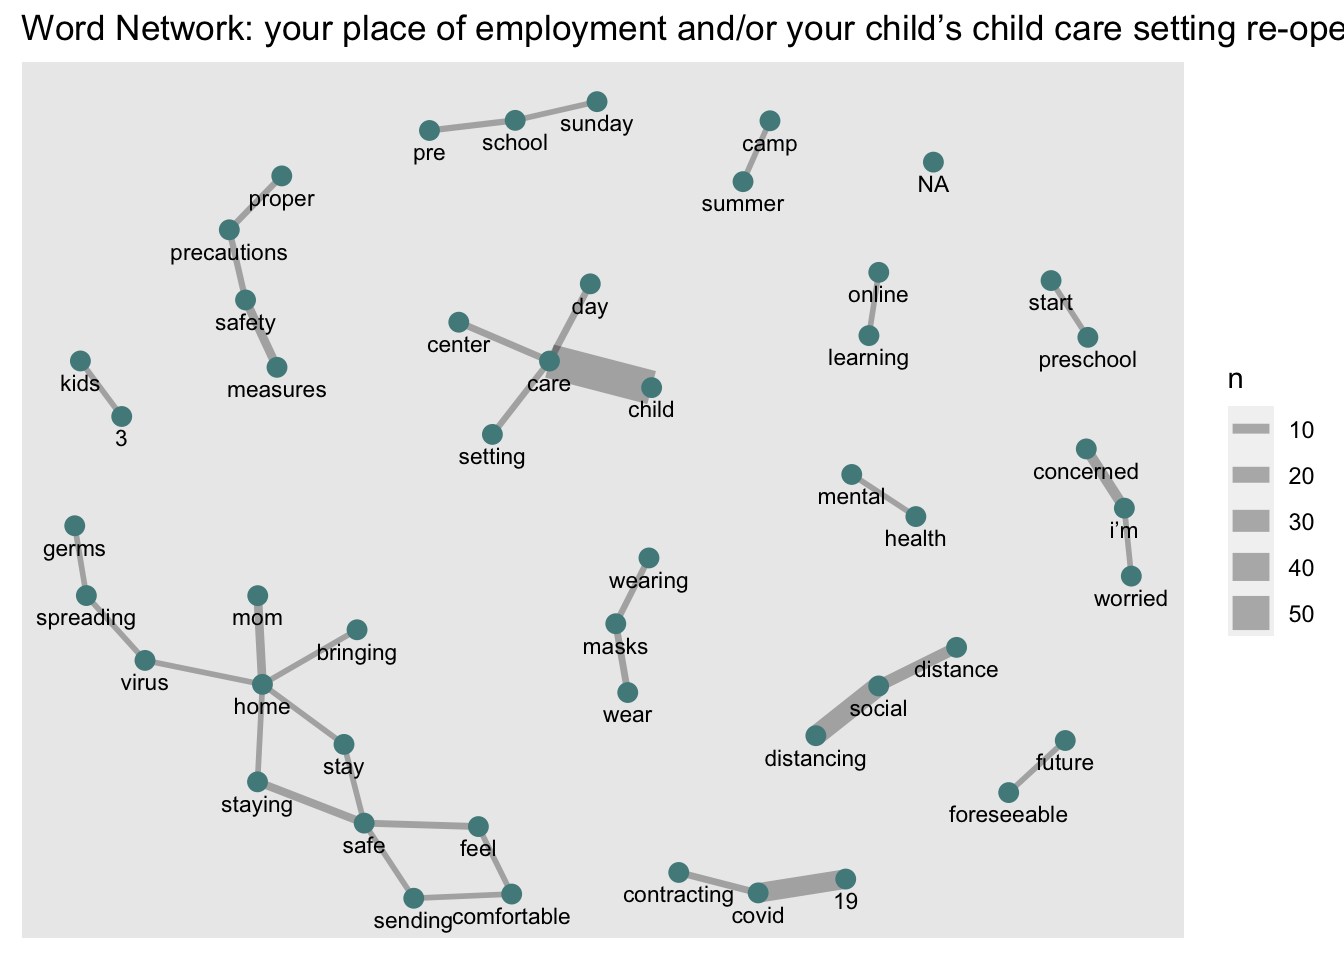 Word Network: your place of employment and/or your child’s child care setting re-ope
sunday
school
pre
camp
summer
NA
proper
precautions
safety
measures
day
center
care
child
setting
online
learning
start
preschool
kids
3
n
10
20
30
40
50
concerned
i’m
worried
mental
health
germs
spreading
virus
mom
bringing
home
stay
staying
safe
feel
sending
comfortable
wearing
masks
wear
distance
social
distancing
future
foreseeable
contracting
covid
19